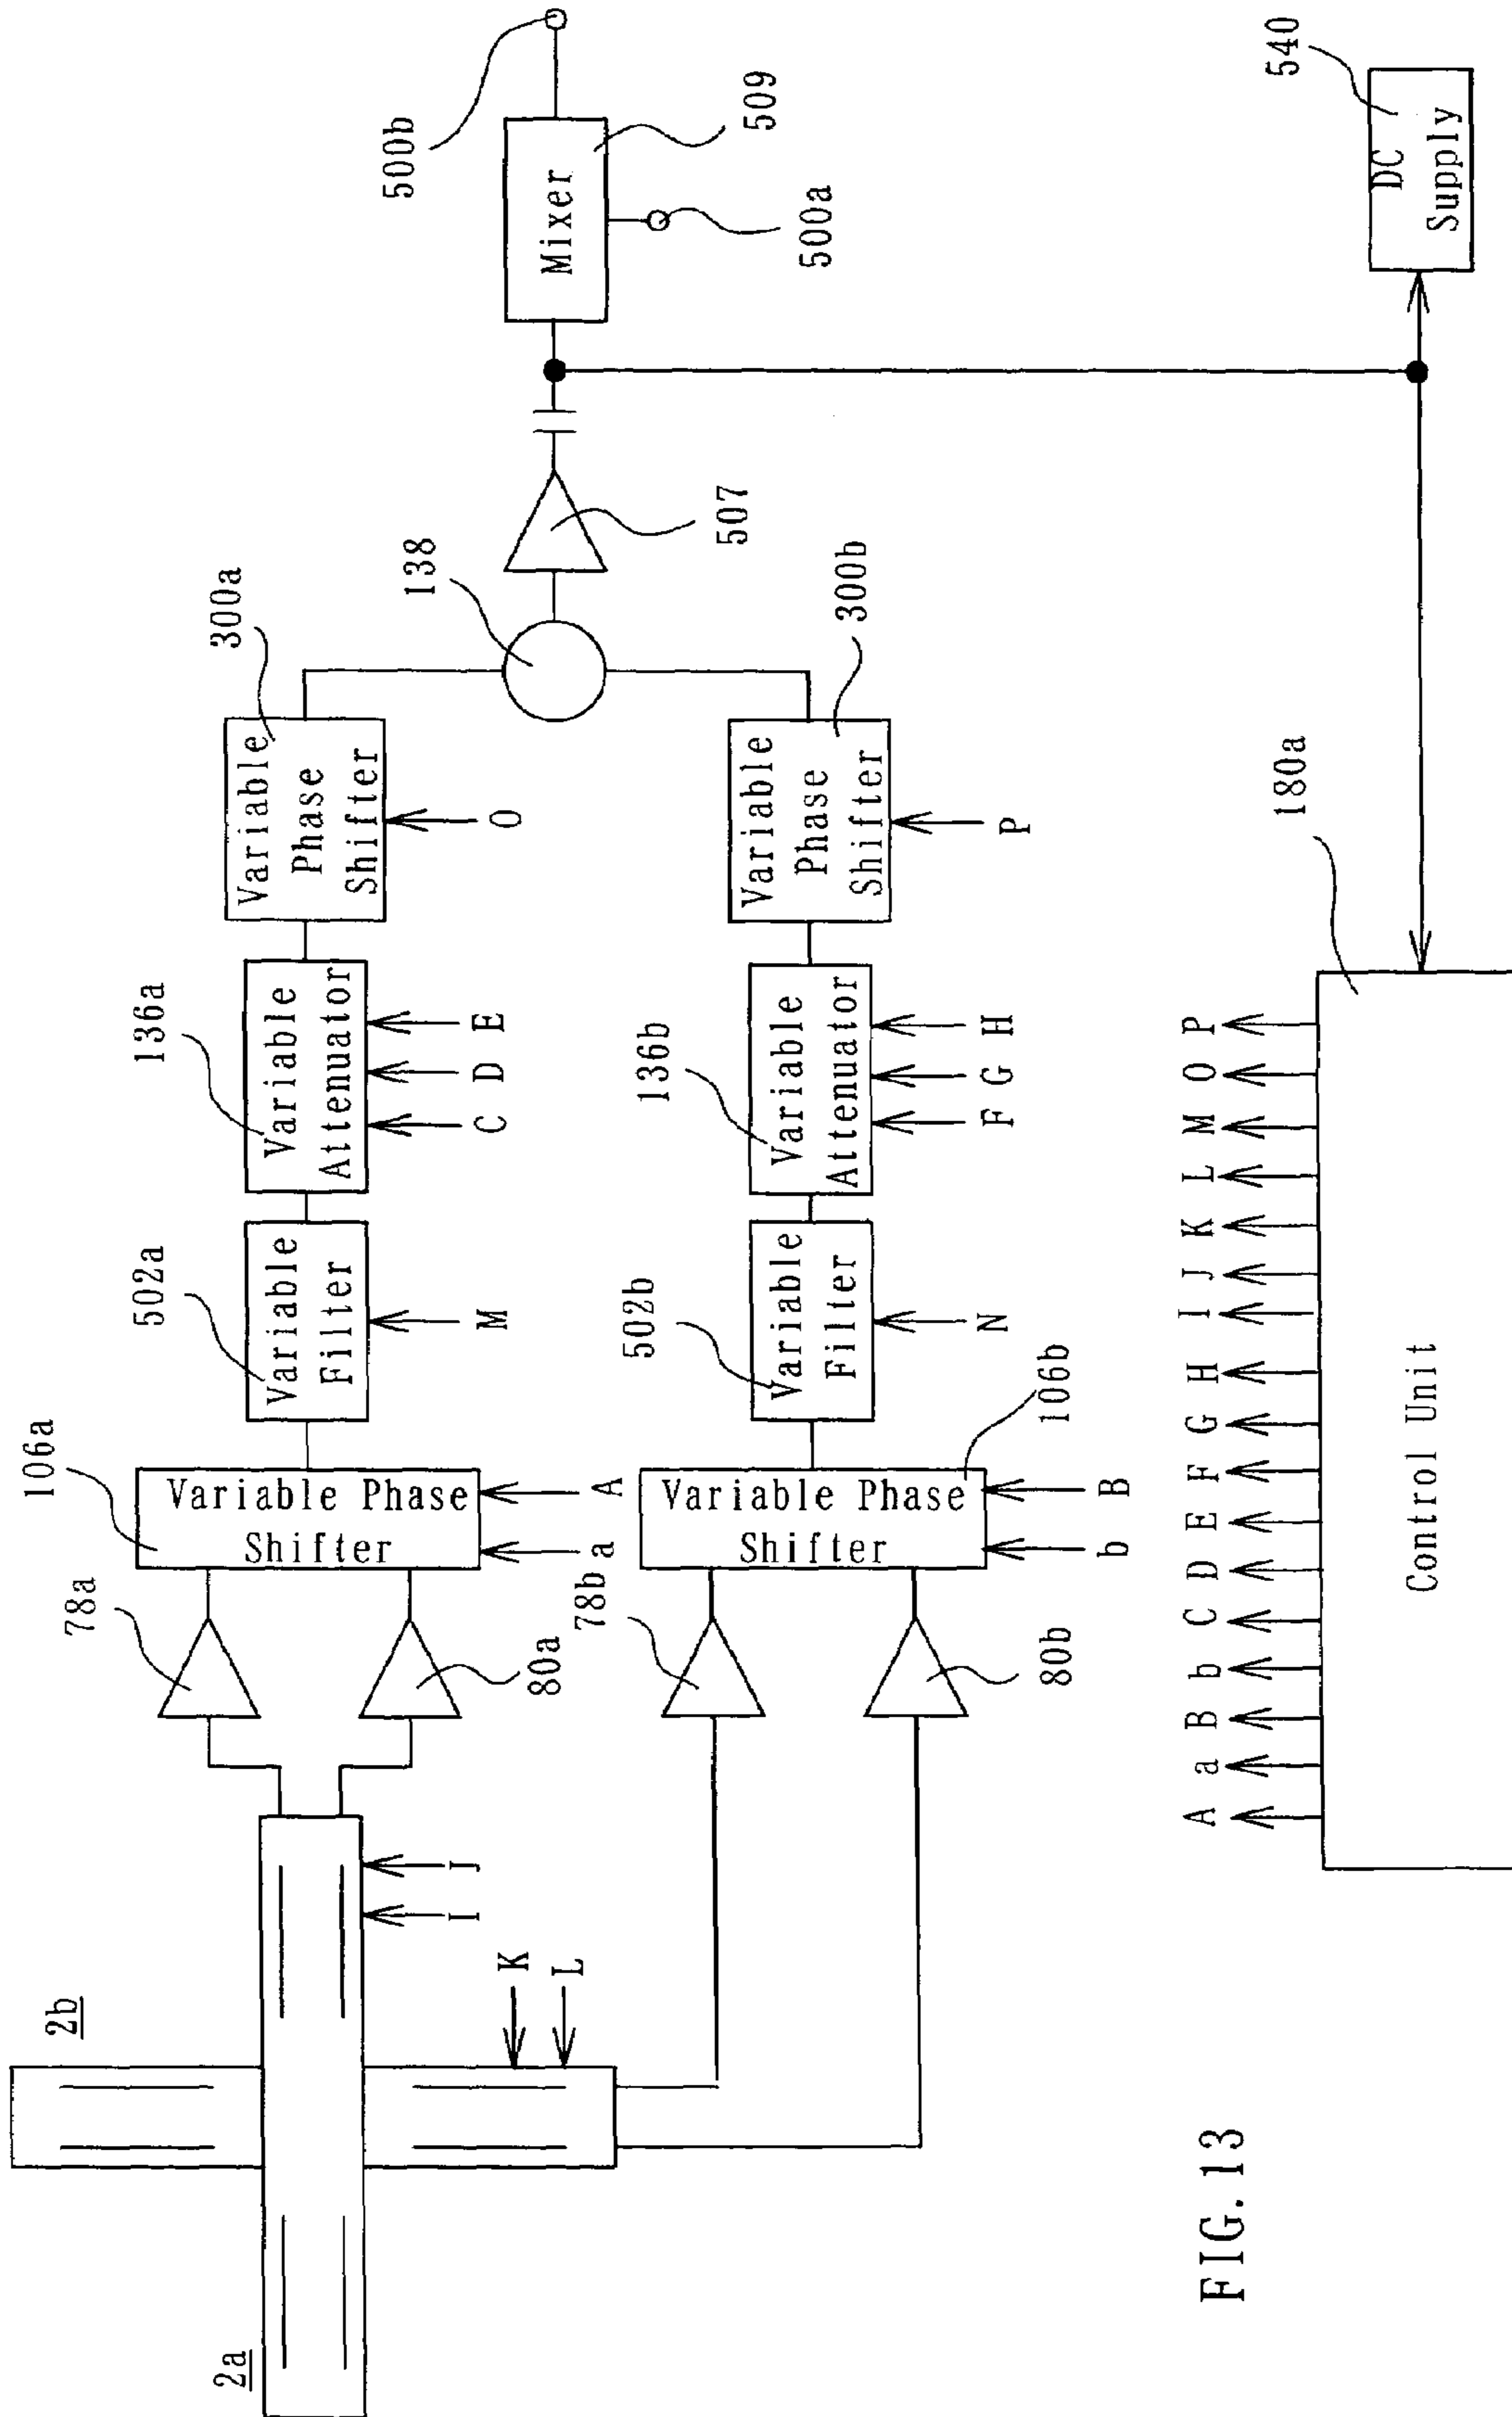 2a
2b
I
J
K
L
78a
80a
78b
80b
106a
Variable Phase
Shifter
a
A
106b
Variable Phase
Shifter
b
B
502a
Variable
Filter
M
502b
Variable
Filter
N
136a
Variable
Attenuator
C
D
E
136b
Variable
Attenuator
F
G
H
300a
Variable
Phase
Shifter
O
300b
Variable
Phase
Shifter
P
138
507
Mixer
509
500a
500b
DC
Supply
540
A
a
B
b
C
D
E
F
G
H
I
J
K
L
M
O
P
Control Unit
180a
FIG. 13